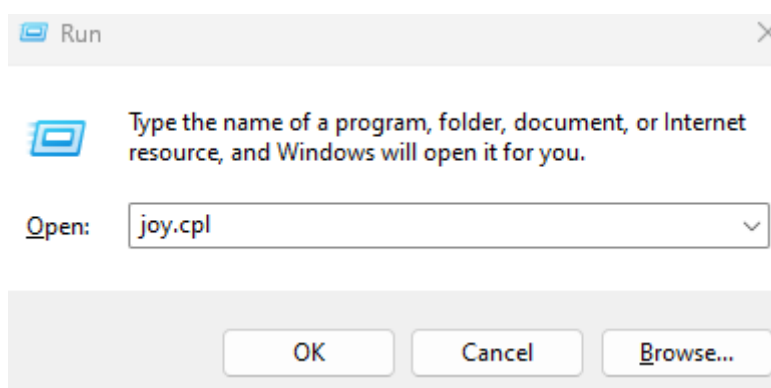 Run
Type the name of a program, folder, document, or Internet
resource, and Windows will open it for you.
Open: joy.cpl
OK Cancel Browse...